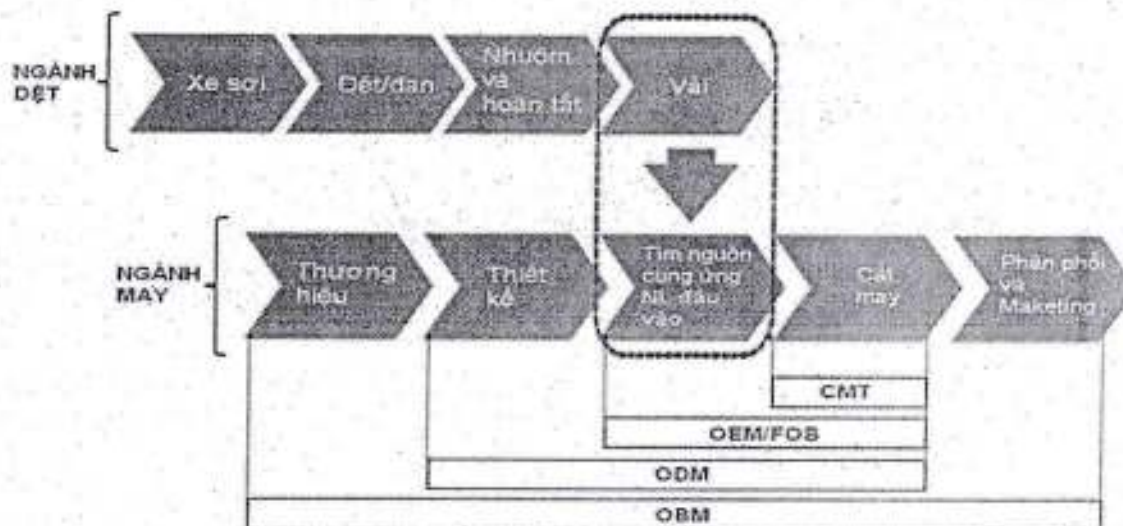 NGÀNH
DỆT
Xe sợi
Dệt/đan
Nhuộm
và
hoàn tất
Vải
NGÀNH
MAY
Thương
hiệu
Thiết
kế
Tìm nguồn
cung ứng
NL đầu
vào
Cắt
may
Phân phối
và
Maketing
CMT
OEM/FOB
ODM
OBM